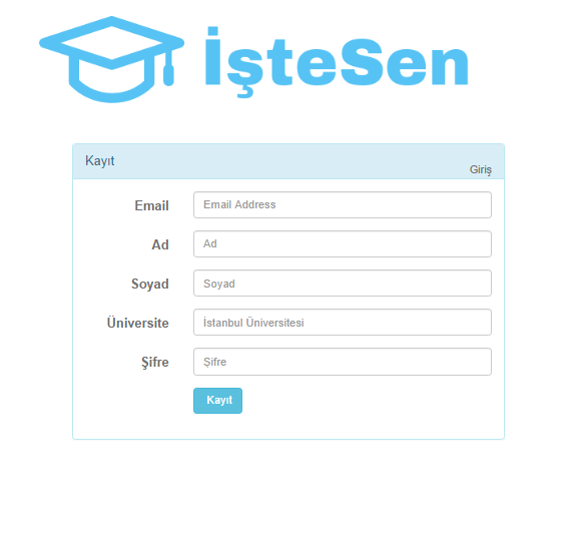 İşteSen
Kayıt
Giriş
Email Email Address
Ad Ad
Soyad Soyad
Üniversite İstanbul Üniversitesi
Şifre Şifre
Kayıt